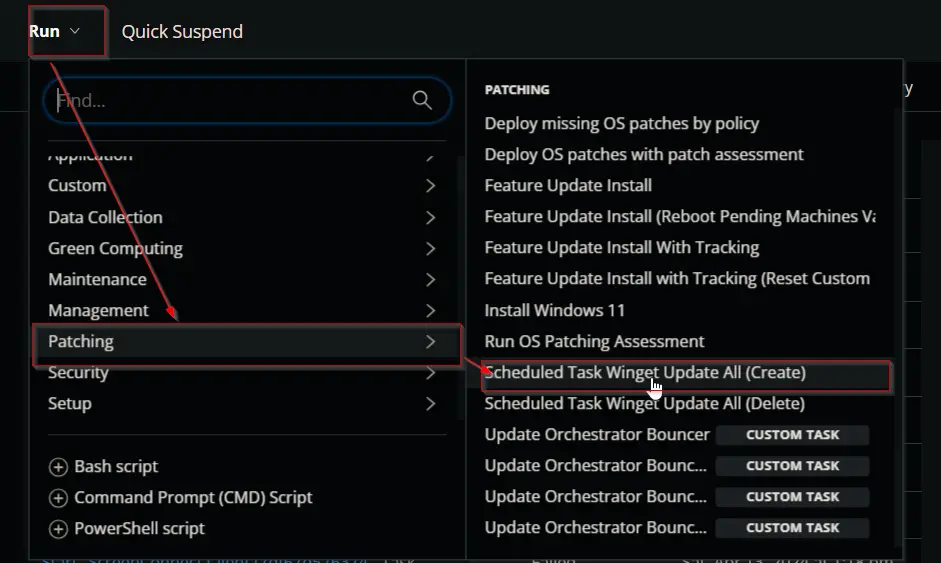 Run
Quick Suspend
Find...
Application
Custom
Data Collection
Green Computing
Maintenance
Management
Patching
Security
Setup
Bash script
Command Prompt (CMD) Script
PowerShell script
PATCHING
Deploy missing OS patches by policy
Deploy OS patches with patch assessment
Feature Update Install
Feature Update Install (Reboot Pending Machines Va
Feature Update Install With Tracking
Feature Update Install with Tracking (Reset Custom
Install Windows 11
Run OS Patching Assessment
Scheduled Task Winget Update All (Create)
Scheduled Task Winget Update All (Delete)
Update Orchestrator Bouncer CUSTOM TASK
Update Orchestrator Bounc... CUSTOM TASK
Update Orchestrator Bounc... CUSTOM TASK
Update Orchestrator Bounc... CUSTOM TASK
y